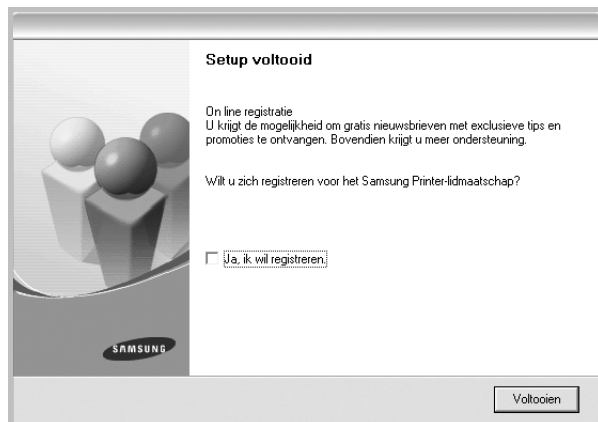 Setup voltooid
On line registratie
U krijgt de mogelijkheid om gratis nieuwsbrieven met exclusieve tips en
promoties te ontvangen. Bovendien krijgt u meer ondersteuning.
Wilt u zich registreren voor het Samsung Printer-lidmaatschap?
Ja, ik wil registreren.
SAMSUNG
Voltooien